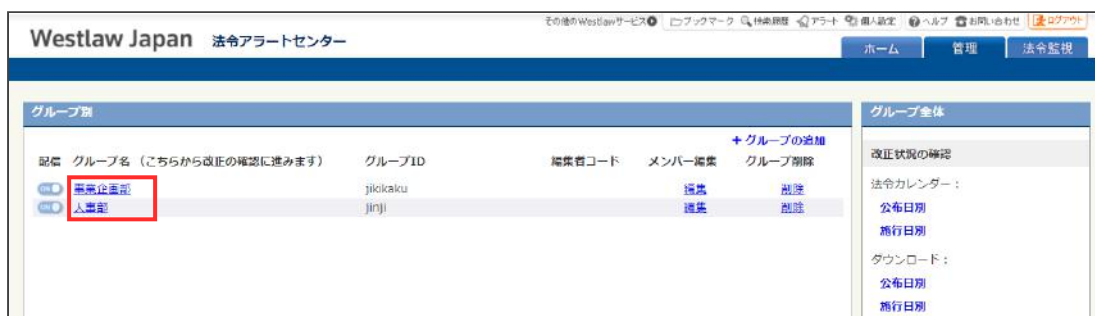 その他のWestlawサービス ブックマーク 検索履歴 アラート 個人設定 ヘルプ お問い合わせ ログアウト
Westlaw Japan 法令アラートセンター
ホーム 管理 法令監視
グループ別
+ グループの追加
配信 グループ名 （こちらから改正の確認に進みます） グループID 編集者コード メンバー編集 グループ削除
ON 事業企画部 jikikaku 編集 削除
ON 人事部 jinji 編集 削除
グループ全体
改正状況の確認
法令カレンダー：
公布日別
施行日別
ダウンロード：
公布日別
施行日別